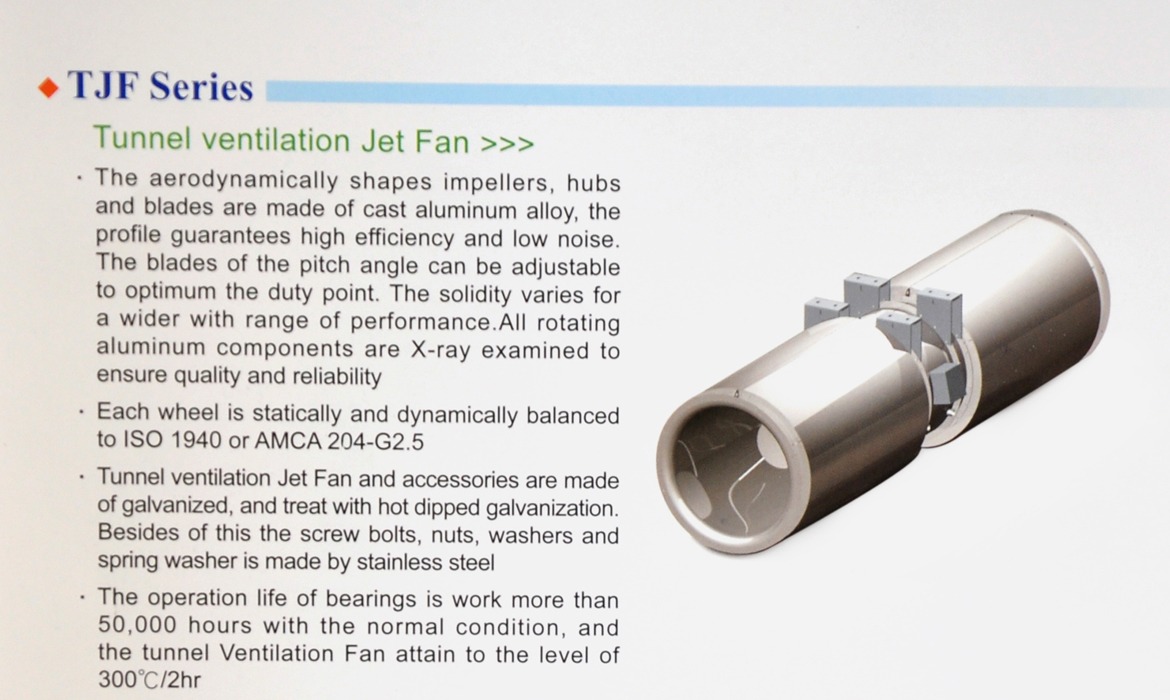 TJF Series
Tunnel ventilation Jet Fan >>>
· The aerodynamically shapes impellers, hubs
and blades are made of cast aluminum alloy, the
profile guarantees high efficiency and low noise.
The blades of the pitch angle can be adjustable
to optimum the duty point. The solidity varies for
a wider with range of performance.All rotating
aluminum components are X-ray examined to
ensure quality and reliability
· Each wheel is statically and dynamically balanced
to ISO 1940 or AMCA 204-G2.5
· Tunnel ventilation Jet Fan and accessories are made
of galvanized, and treat with hot dipped galvanization.
Besides of this the screw bolts, nuts, washers and
spring washer is made by stainless steel
· The operation life of bearings is work more than
50,000 hours with the normal condition, and
the tunnel Ventilation Fan attain to the level of
300℃/2hr